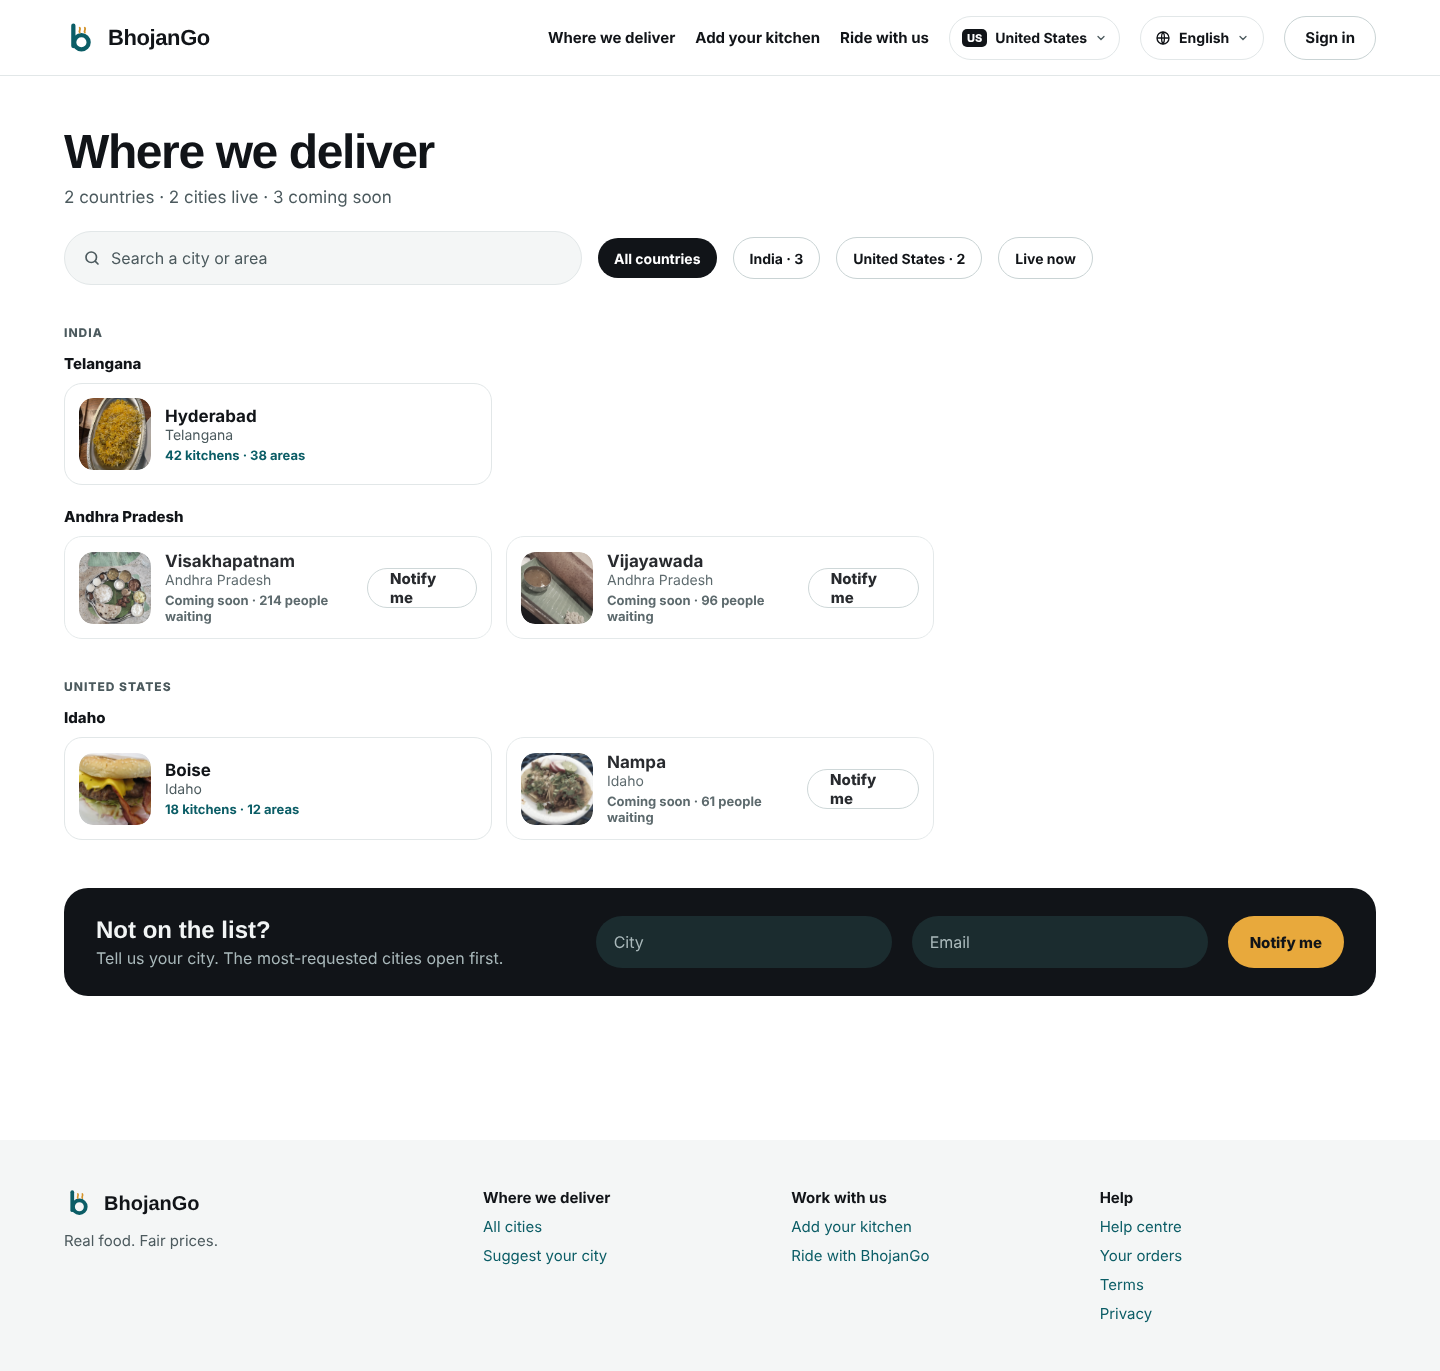 BhojanGo
Where we deliver
Add your kitchen
Ride with us
US United States
English
Sign in
Where we deliver
2 countries · 2 cities live · 3 coming soon
Search a city or area
All countries
India · 3
United States · 2
Live now
INDIA
Telangana
Hyderabad
Telangana
42 kitchens · 38 areas
Andhra Pradesh
Visakhapatnam
Andhra Pradesh
Coming soon · 214 people
waiting
Notify
me
Vijayawada
Andhra Pradesh
Coming soon · 96 people
waiting
Notify
me
UNITED STATES
Idaho
Boise
Idaho
18 kitchens · 12 areas
Nampa
Idaho
Coming soon · 61 people
waiting
Notify
me
Not on the list?
Tell us your city. The most-requested cities open first.
City
Email
Notify me
BhojanGo
Real food. Fair prices.
Where we deliver
All cities
Suggest your city
Work with us
Add your kitchen
Ride with BhojanGo
Help
Help centre
Your orders
Terms
Privacy